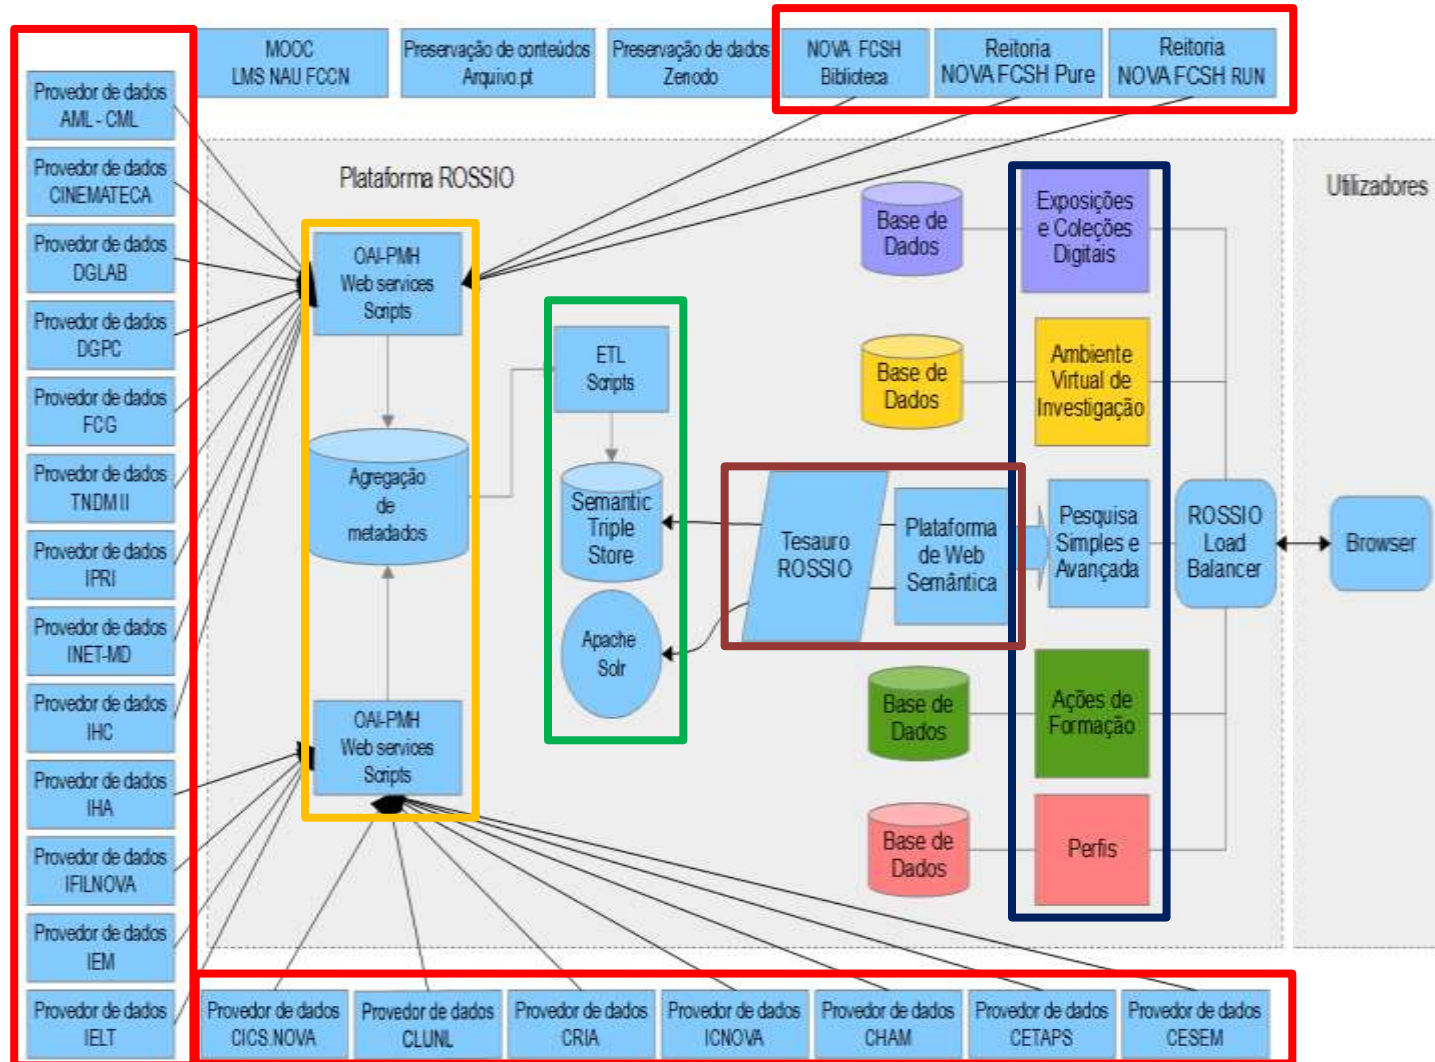 MOOC
LMS NAU FCCN
Preservação de conteúdos
Arquivo.pt
Preservação de dados
Zenodo
NOVA FCSH
Biblioteca
Reitoria
NOVA FCSH Pure
Reitoria
NOVA FCSH RUN
Provedor de dados
AML - CML
Provedor de dados
CINEMATECA
Provedor de dados
DGLAB
Provedor de dados
DGPC
Provedor de dados
FCG
Provedor de dados
TNDM II
Provedor de dados
IPRI
Provedor de dados
INET-MD
Provedor de dados
IHC
Provedor de dados
IHA
Provedor de dados
IFILNOVA
Provedor de dados
IEM
Provedor de dados
IELT
Plataforma ROSSIO
OAI-PMH
Web services
Scripts
Agregação
de
metadados
OAI-PMH
Web services
Scripts
ETL
Scripts
Semantic
Triple
Store
Apache
Solr
Tesauro
ROSSIO
Plataforma
de Web
Semântica
Base de
Dados
Exposições
e Coleções
Digitais
Base de
Dados
Ambiente
Virtual de
Investigação
Pesquisa
Simples e
Avançada
Base de
Dados
Ações de
Formação
Base de
Dados
Perfis
ROSSIO
Load
Balancer
Utilizadores
Browser
Provedor de dados
CICS.NOVA
Provedor de dados
CLUNL
Provedor de dados
CRIA
Provedor de dados
ICNOVA
Provedor de dados
CHAM
Provedor de dados
CETAPS
Provedor de dados
CESEM